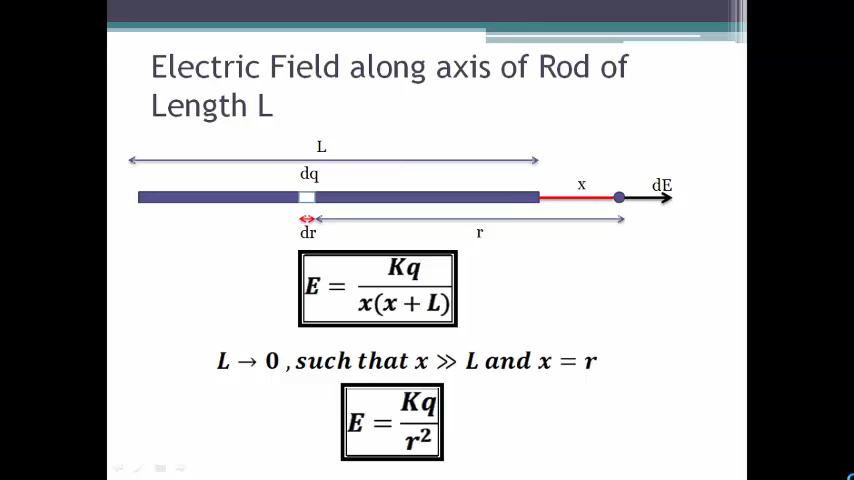 Electric Field along axis of Rod of
Length L
L
dq
x
dE
dr
r
E = Kq / x(x + L)
L → 0 , such that x ≫ L and x = r
E = Kq / r²